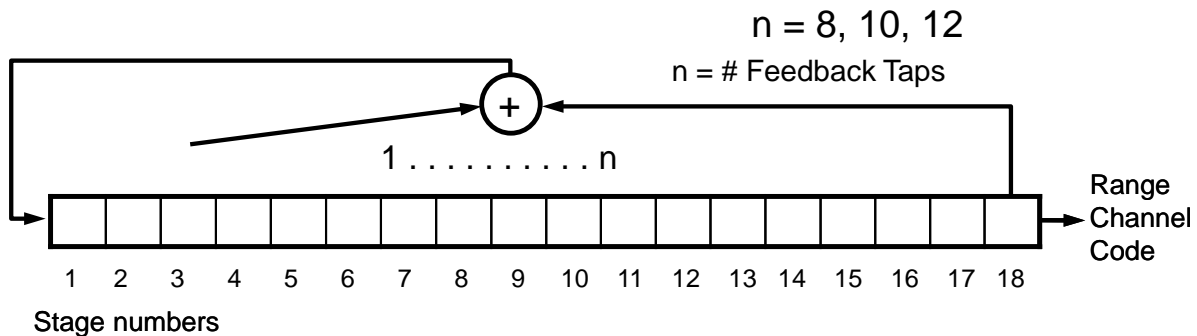 n = 8, 10, 12
n = # Feedback Taps
+
1 . . . . . . . . . . n
Range
Channel
Code
1 2 3 4 5 6 7 8 9 10 11 12 13 14 15 16 17 18
Stage numbers